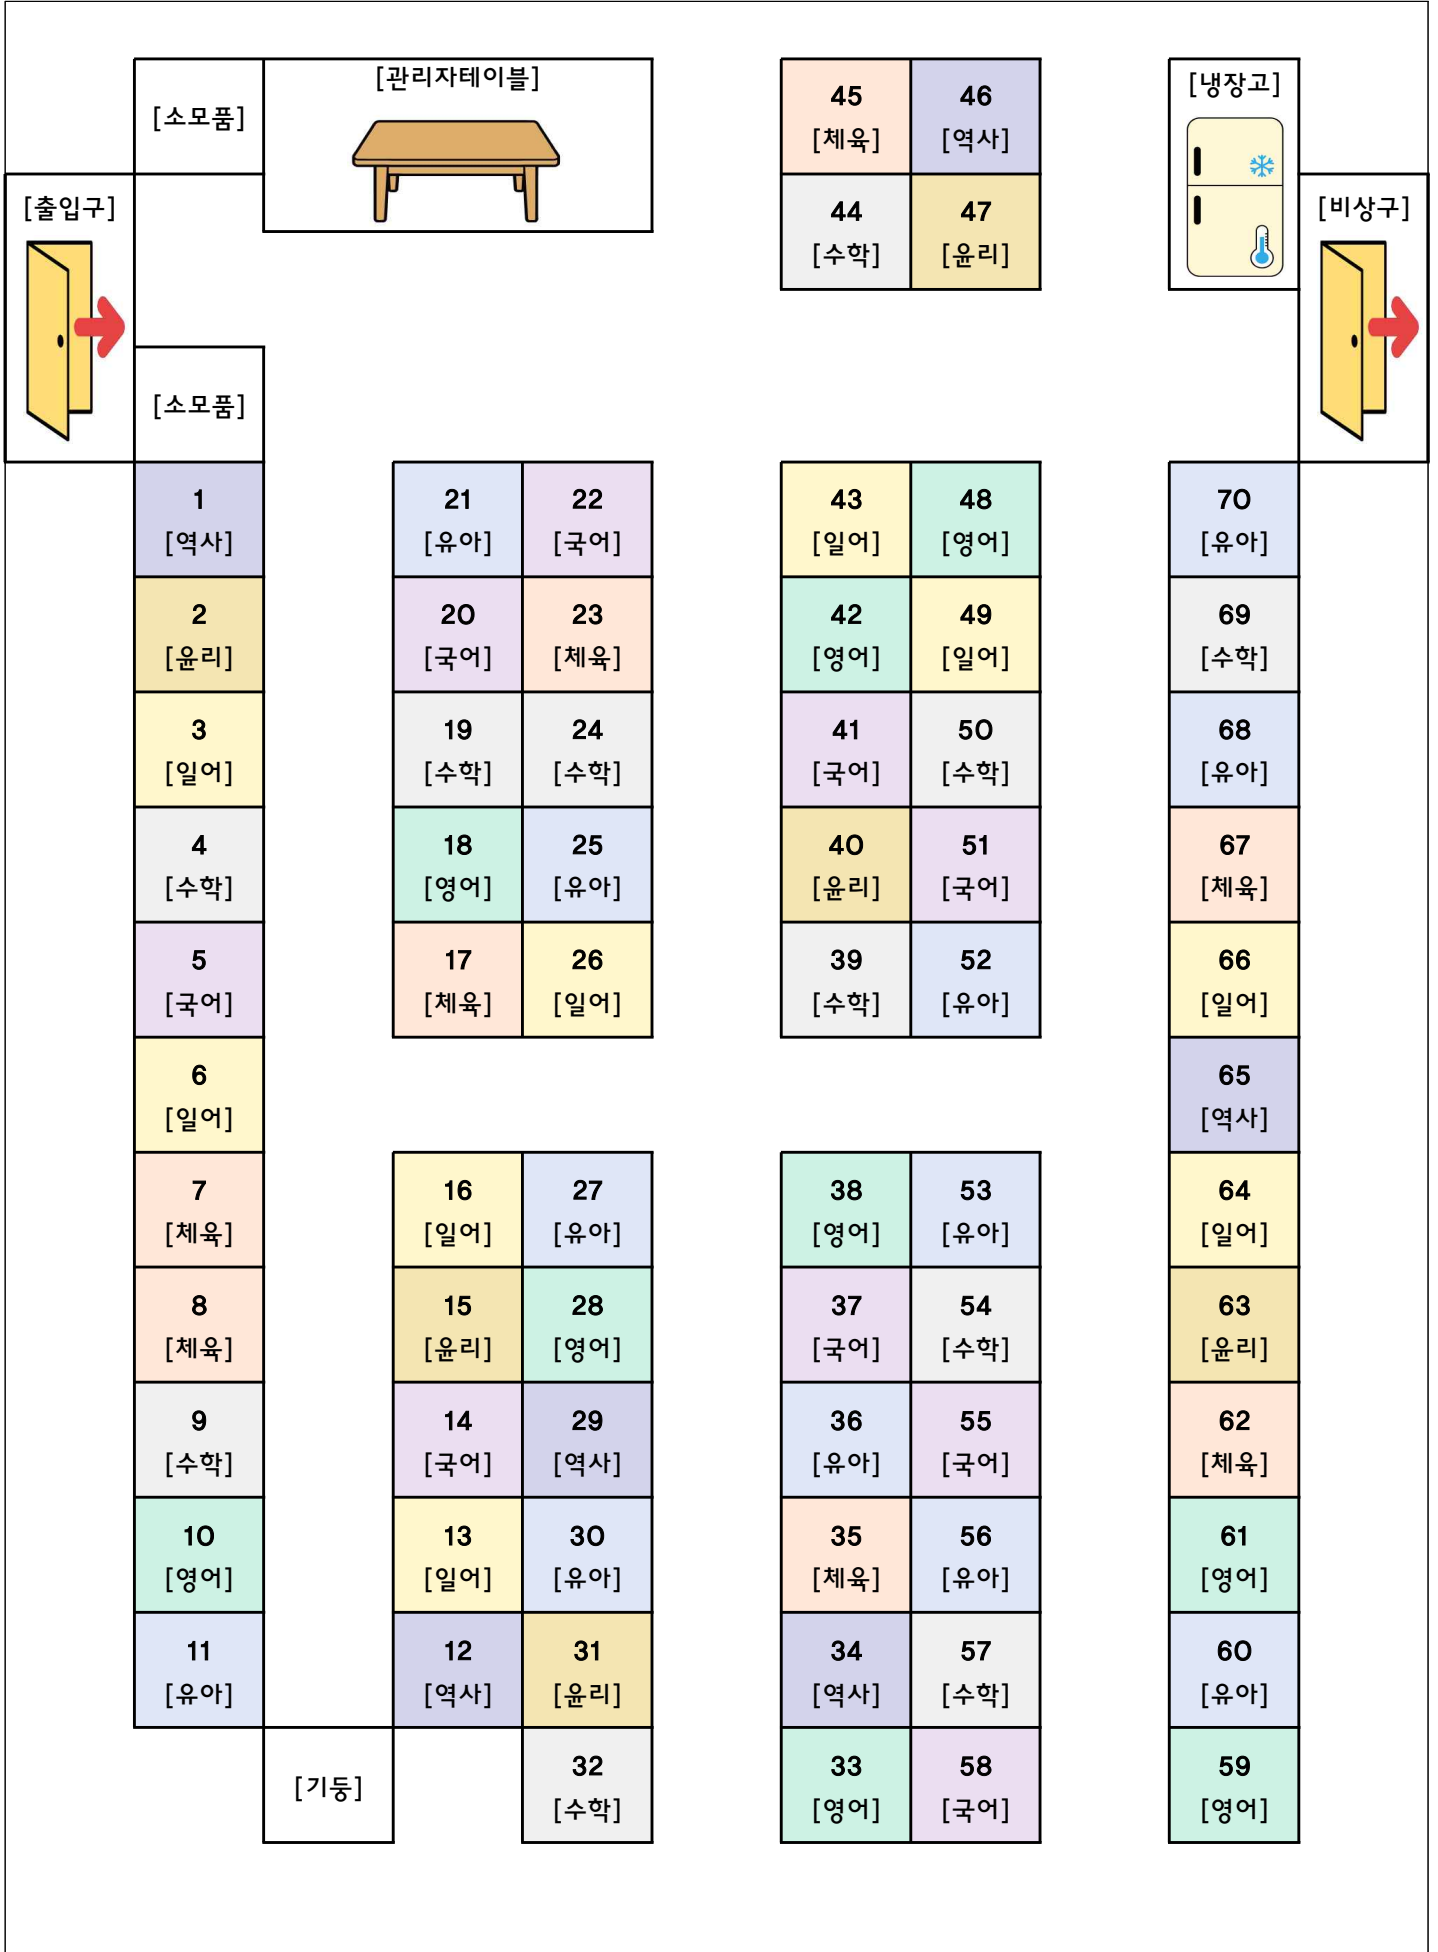 [소모품] [관리자테이블] 45 46 [냉장고]
[체육] [역사]
[출입구] 44 47 [비상구]
[수학] [윤리]
[소모품]
1 21 22 43 48 70
[역사] [유아] [국어] [일어] [영어] [유아]
2 20 23 42 49 69
[윤리] [국어] [체육] [영어] [일어] [수학]
3 19 24 41 50 68
[일어] [수학] [수학] [국어] [수학] [유아]
4 18 25 40 51 67
[수학] [영어] [유아] [윤리] [국어] [체육]
5 17 26 39 52 66
[국어] [체육] [일어] [수학] [유아] [일어]
6 65
[일어] [역사]
7 16 27 38 53 64
[체육] [일어] [유아] [영어] [유아] [일어]
8 15 28 37 54 63
[체육] [윤리] [영어] [국어] [수학] [윤리]
9 14 29 36 55 62
[수학] [국어] [역사] [유아] [국어] [체육]
10 13 30 35 56 61
[영어] [일어] [유아] [체육] [유아] [영어]
11 12 31 34 57 60
[유아] [역사] [윤리] [역사] [수학] [유아]
[기둥] 32 33 58 59
[수학] [영어] [국어] [영어]